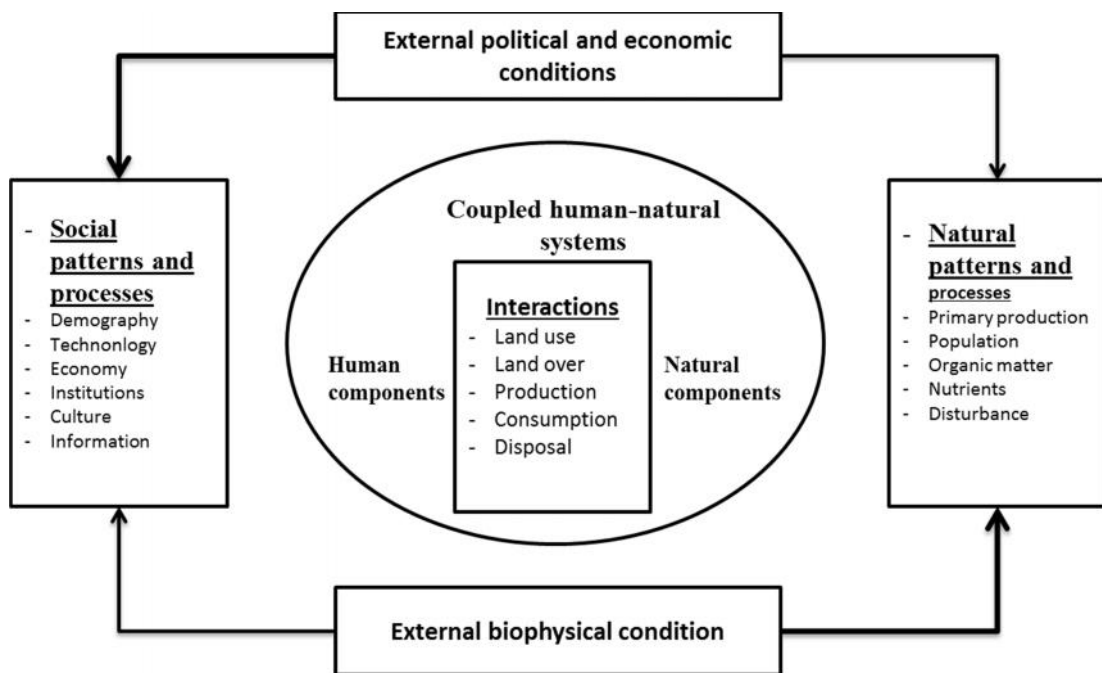 External political and economic
conditions
- Social
patterns and
processes
- Demography
- Technonlogy
- Economy
- Institutions
- Culture
- Information
Coupled human-natural
systems
Human
components
Interactions
- Land use
- Land over
- Production
- Consumption
- Disposal
Natural
components
- Natural
patterns and
processes
- Primary production
- Population
- Organic matter
- Nutrients
- Disturbance
External biophysical condition